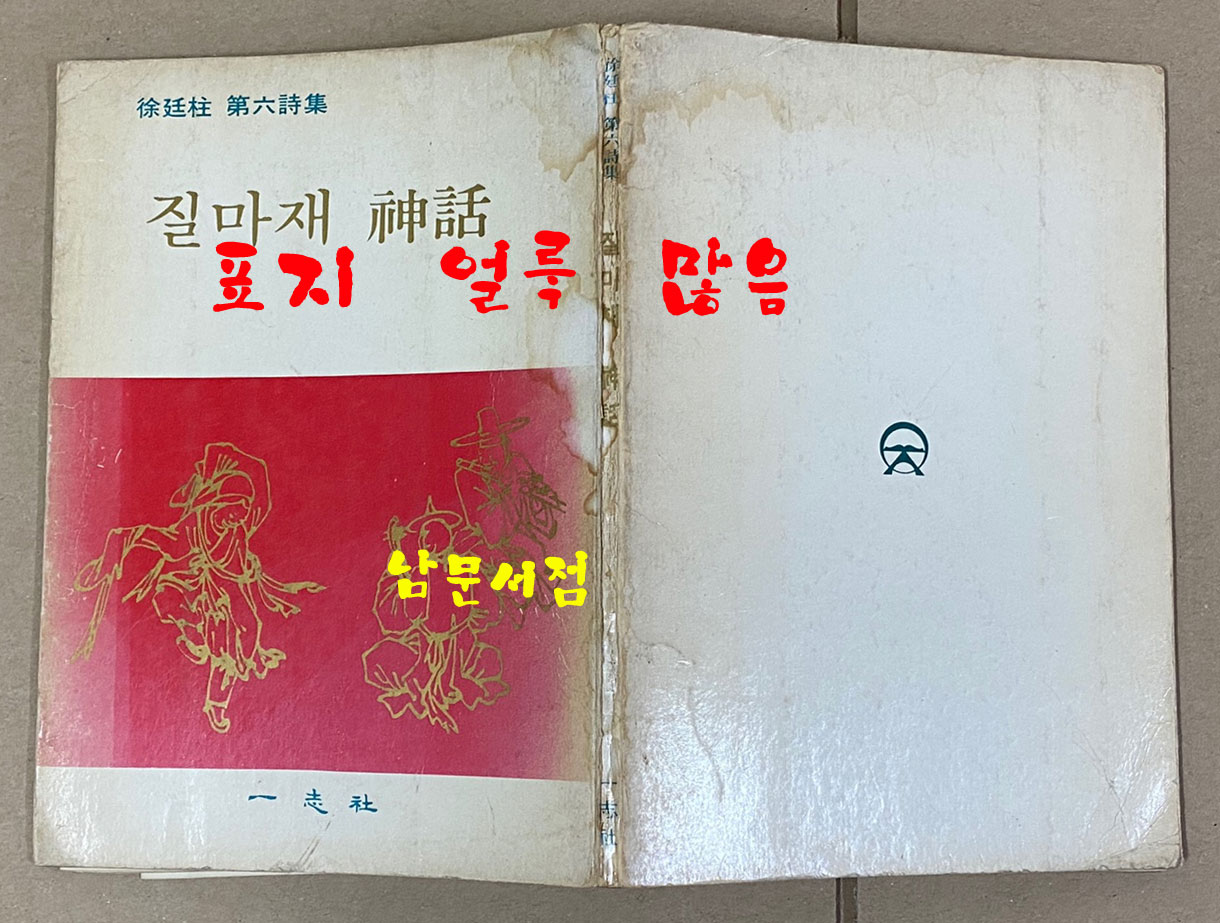 徐廷柱 第六詩集
질마재 神話
표지 얼룩 많음
남문서점
一志社
徐廷柱 第六詩集 질마재 神話 一志社